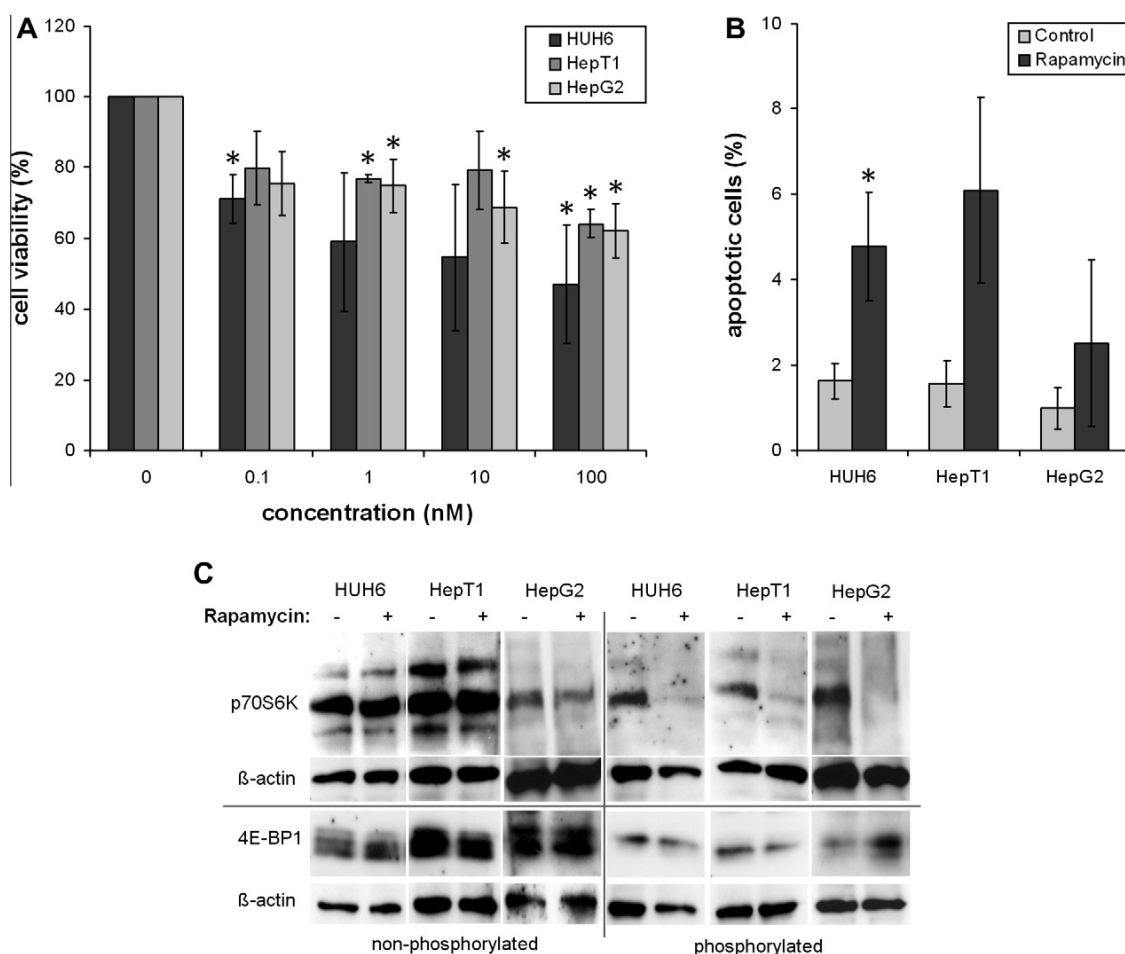 A
cell viability (%)
120
100
80
60
40
20
0
HUH6
HepT1
HepG2
*
* *
*
* * *
0 0.1 1 10 100
concentration (nM)
B
apoptotic cells (%)
10
8
6
4
2
0
Control
Rapamycin
*
HUH6 HepT1 HepG2
C
HUH6 HepT1 HepG2 HUH6 HepT1 HepG2
Rapamycin: - + - + - + - + - + - +
p70S6K
ß-actin
4E-BP1
ß-actin
non-phosphorylated phosphorylated